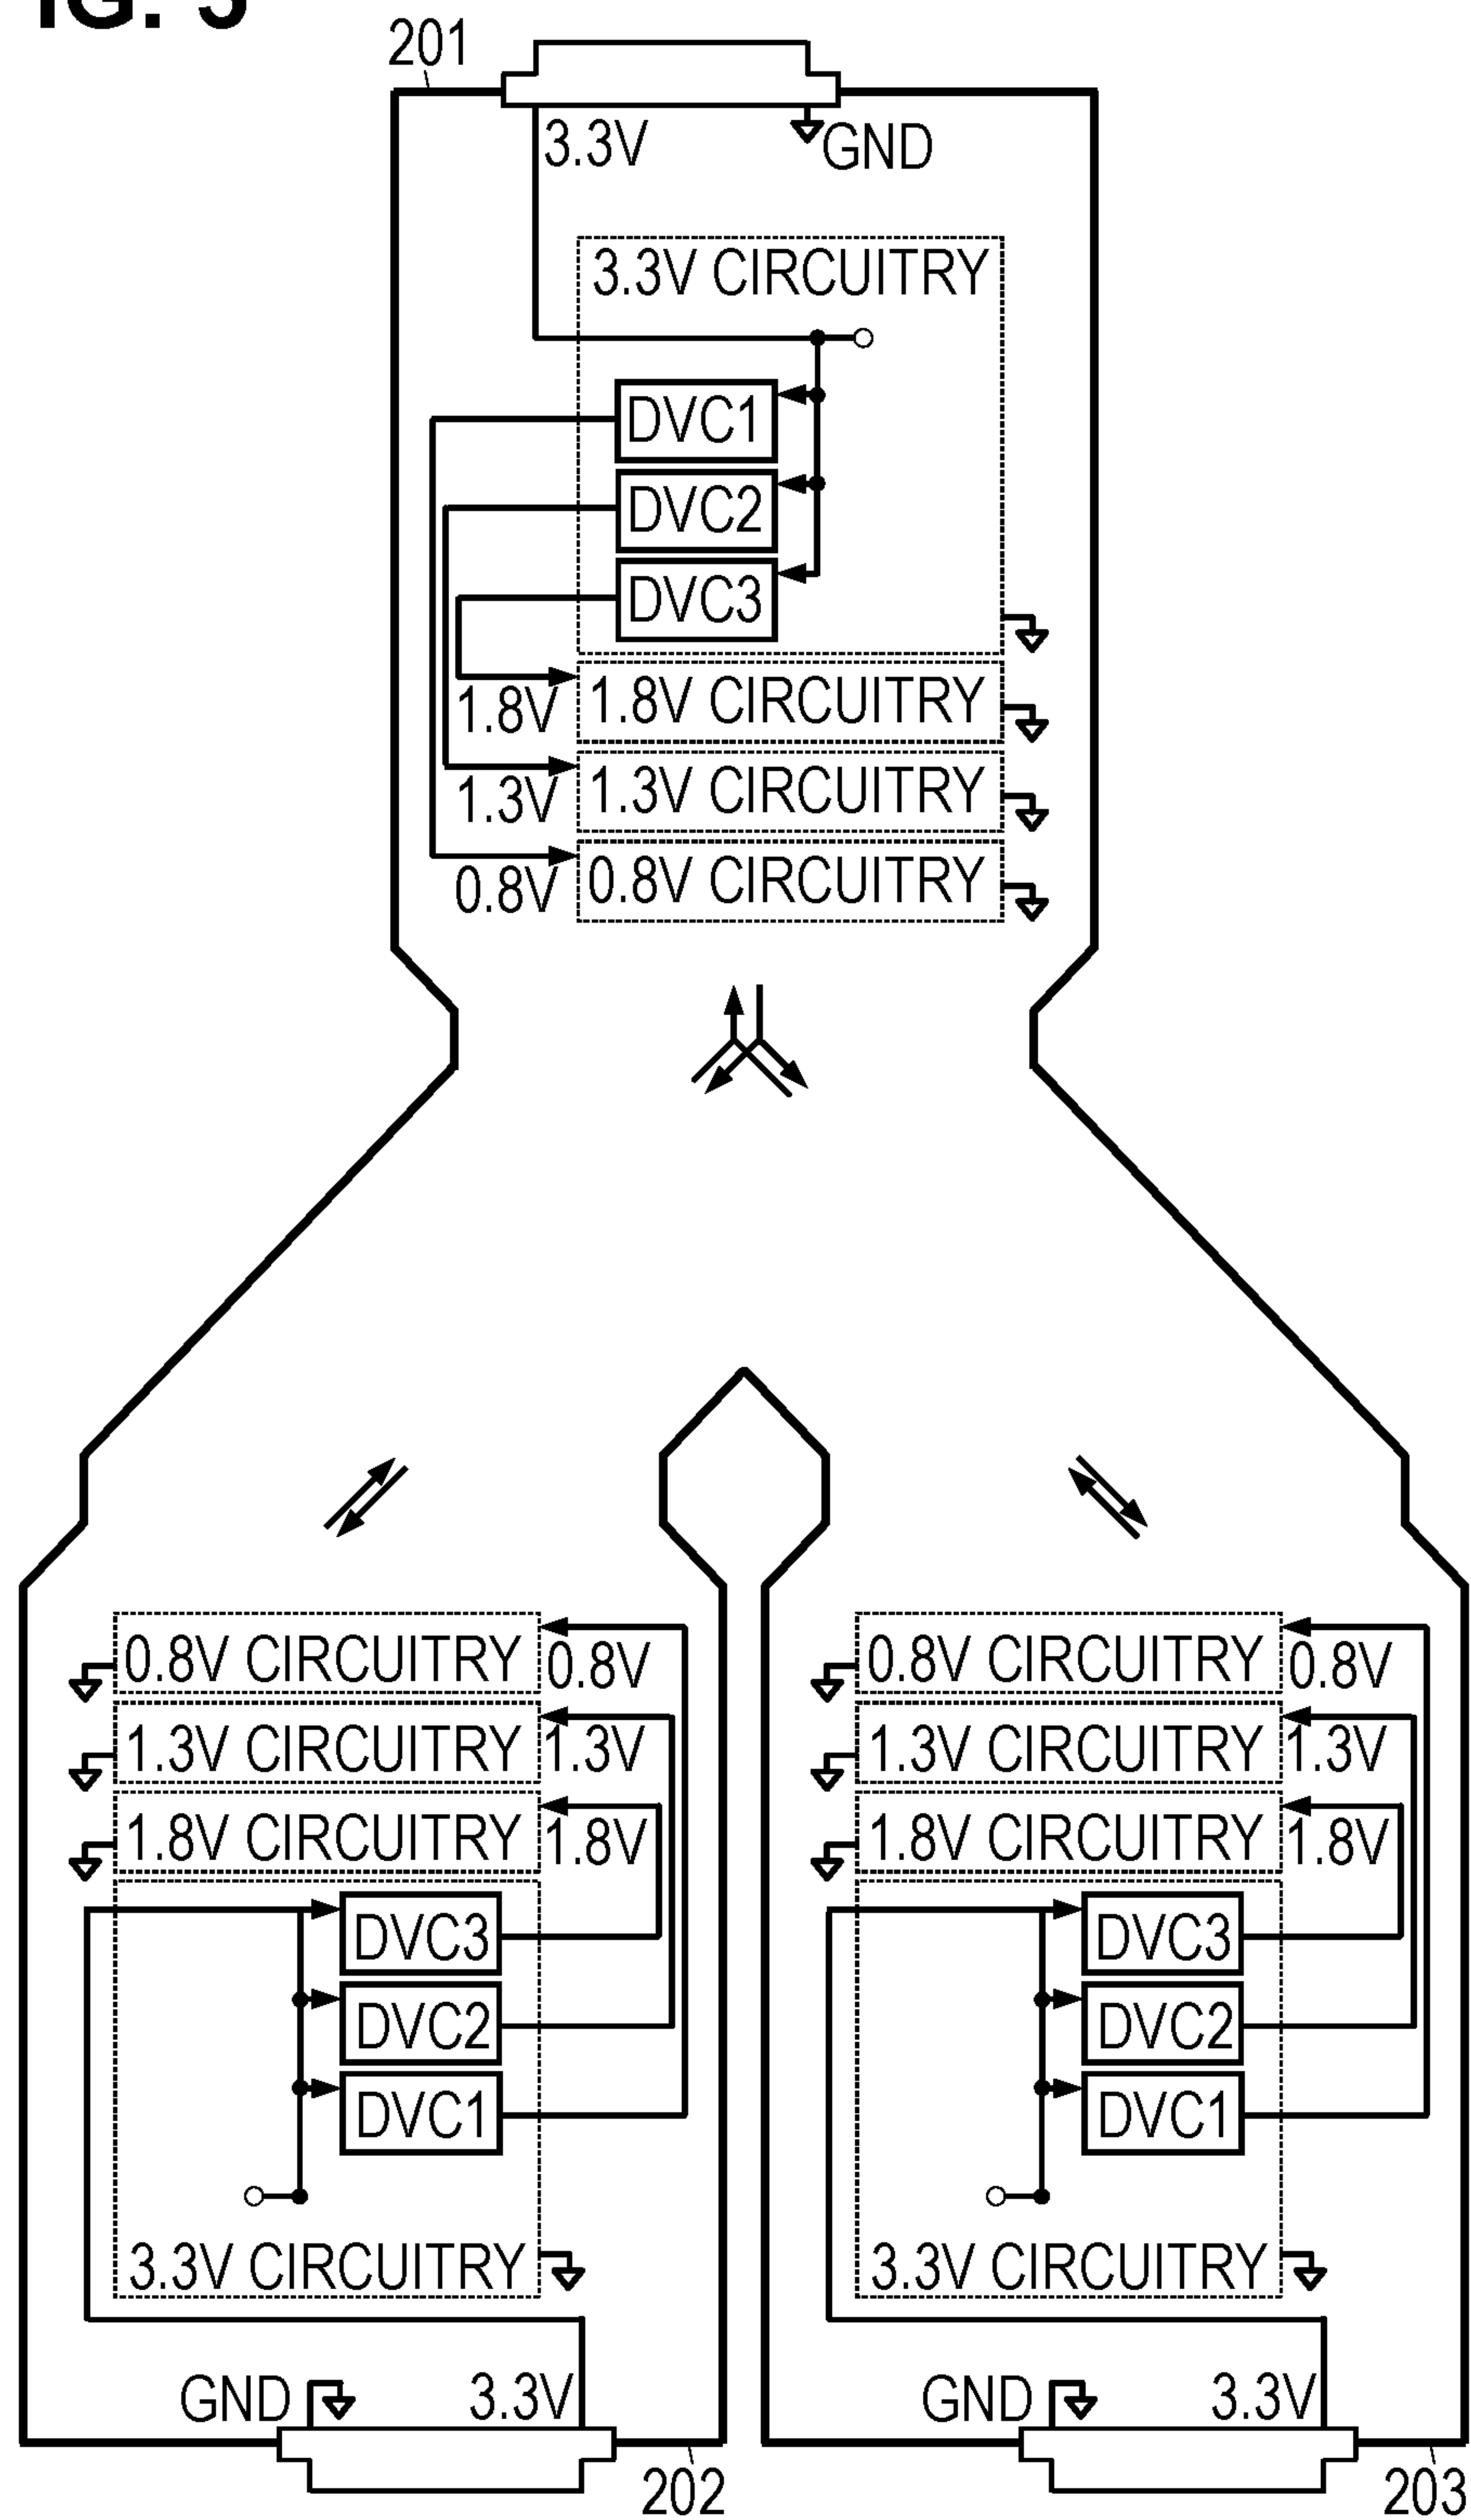 FIG. 3
201
3.3V
GND
3.3V CIRCUITRY
DVC1
DVC2
DVC3
1.8V
1.8V CIRCUITRY
1.3V
1.3V CIRCUITRY
0.8V
0.8V CIRCUITRY
0.8V CIRCUITRY
0.8V
1.3V CIRCUITRY
1.3V
1.8V CIRCUITRY
1.8V
DVC3
DVC2
DVC1
3.3V CIRCUITRY
GND
3.3V
202
0.8V CIRCUITRY
0.8V
1.3V CIRCUITRY
1.3V
1.8V CIRCUITRY
1.8V
DVC3
DVC2
DVC1
3.3V CIRCUITRY
GND
3.3V
203